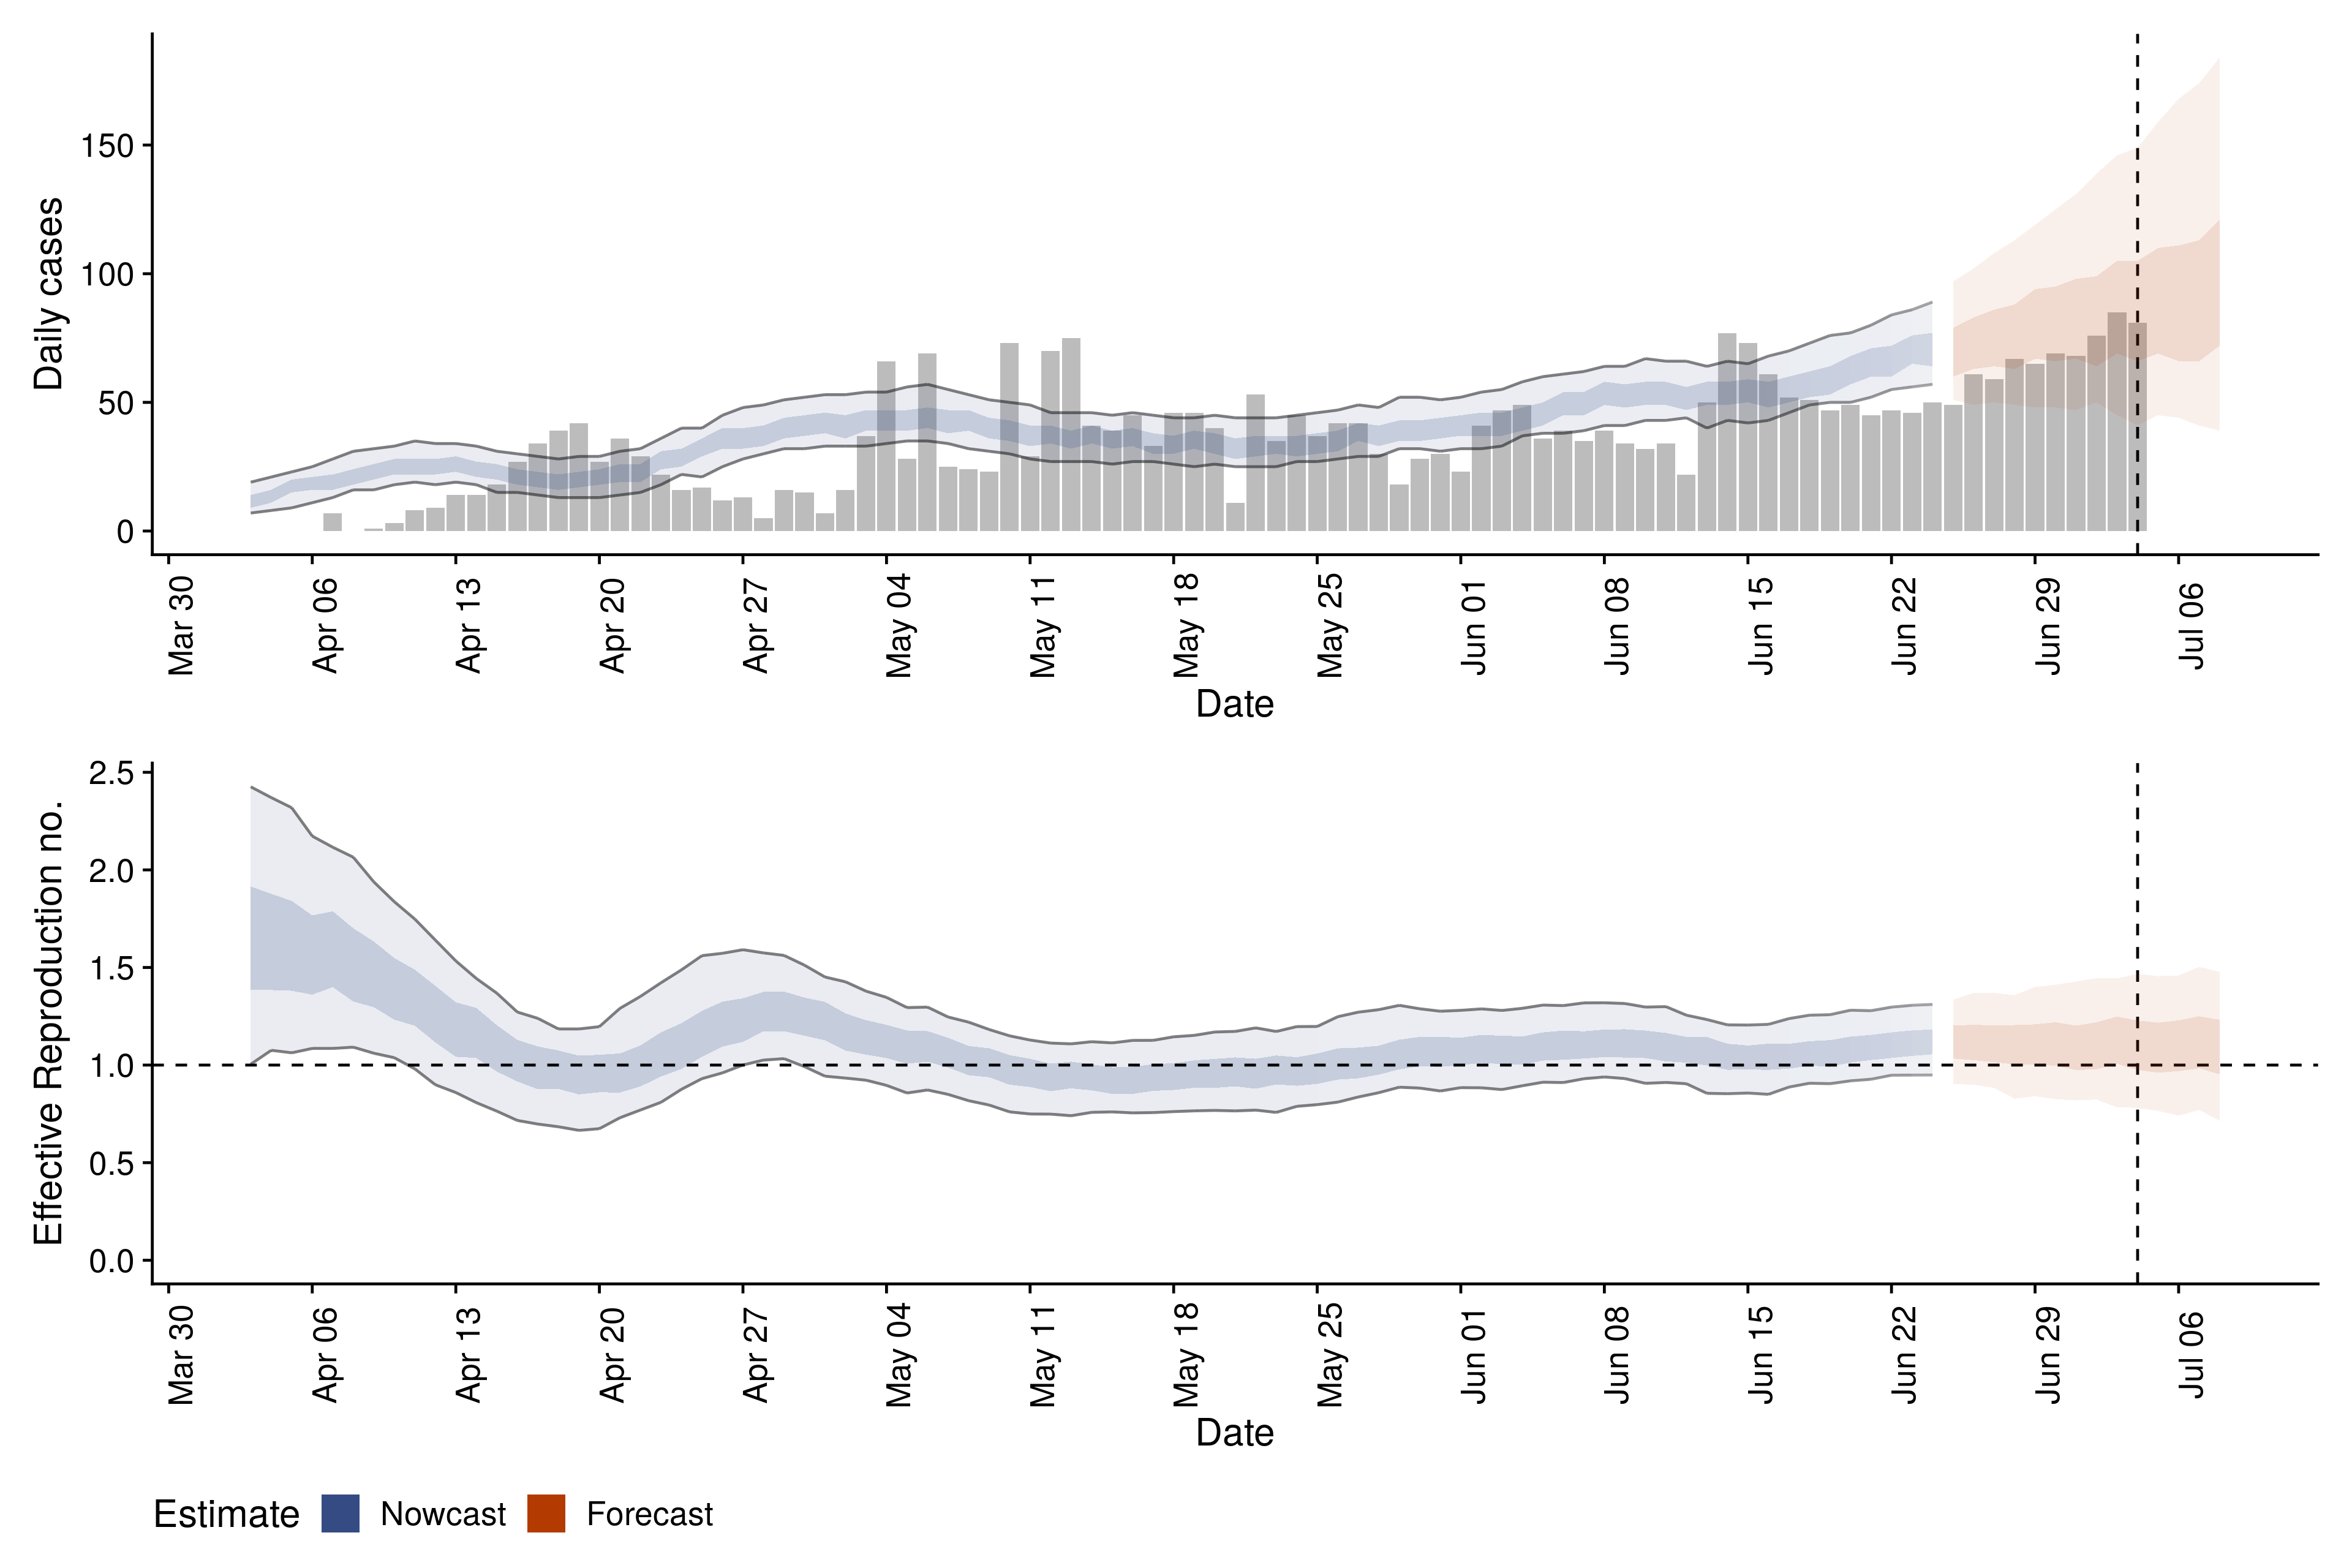 Daily cases
150
100
50
0
Mar 30
Apr 06
Apr 13
Apr 20
Apr 27
May 04
May 11
May 18
May 25
Jun 01
Jun 08
Jun 15
Jun 22
Jun 29
Jul 06
Date
Effective Reproduction no.
2.5
2.0
1.5
1.0
0.5
0.0
Mar 30
Apr 06
Apr 13
Apr 20
Apr 27
May 04
May 11
May 18
May 25
Jun 01
Jun 08
Jun 15
Jun 22
Jun 29
Jul 06
Date
Estimate Nowcast Forecast